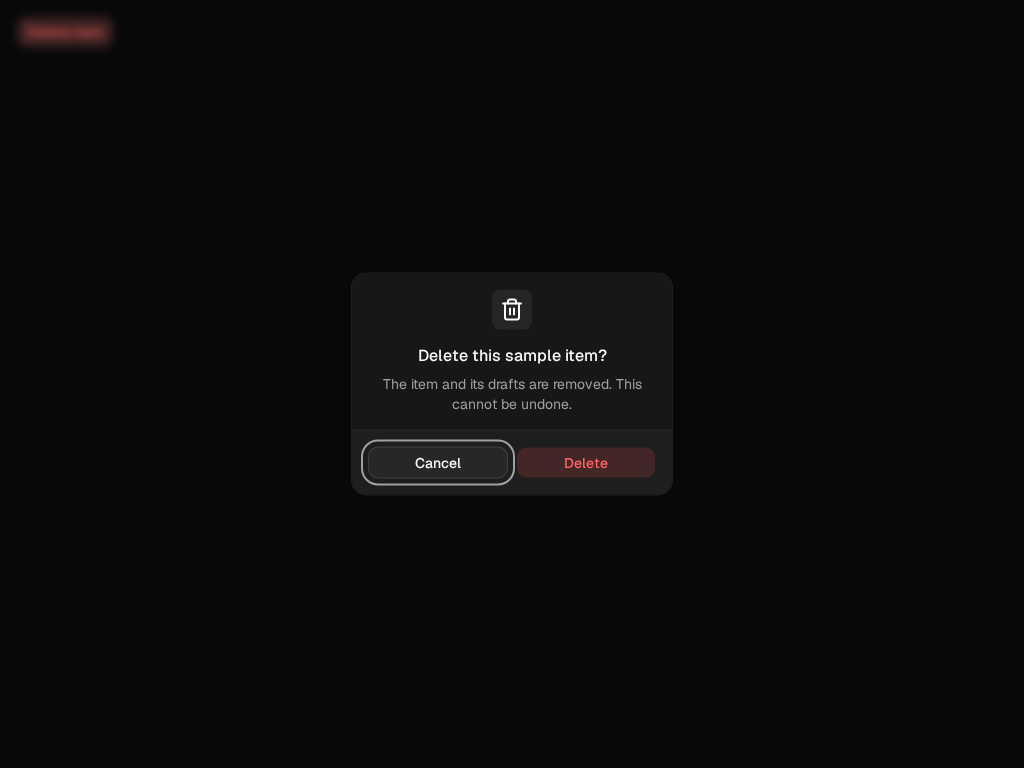 Delete this sample item?
The item and its drafts are removed. This
cannot be undone.
Cancel
Delete